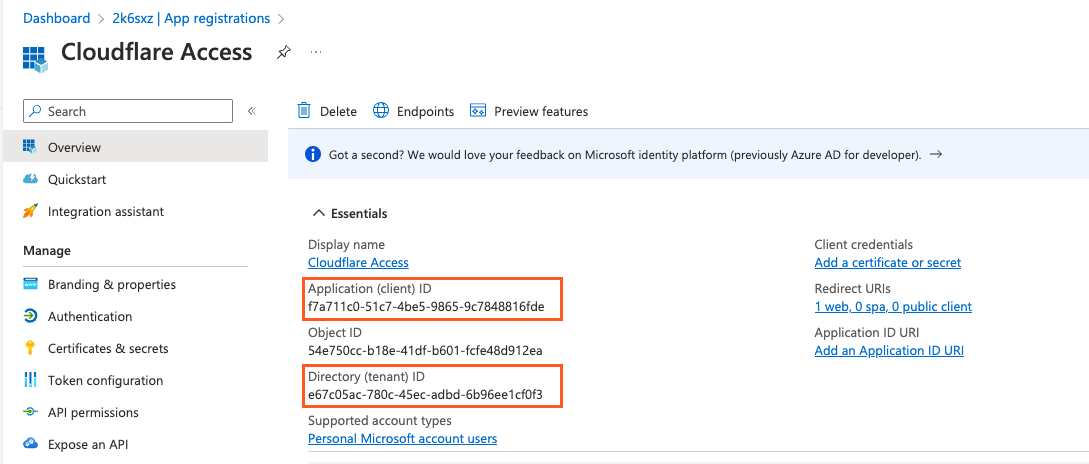 Dashboard > 2k6sxz | App registrations >
Cloudflare Access
Search
Overview
Quickstart
Integration assistant
Manage
Branding & properties
Authentication
Certificates & secrets
Token configuration
API permissions
Expose an API
Delete Endpoints Preview features
Got a second? We would love your feedback on Microsoft identity platform (previously Azure AD for developer). →
Essentials
Display name
Cloudflare Access
Application (client) ID
f7a711c0-51c7-4be5-9865-9c7848816fde
Object ID
54e750cc-b18e-41df-b601-fcfe48d912ea
Directory (tenant) ID
e67c05ac-780c-45ec-adbd-6b96ee1cf0f3
Supported account types
Personal Microsoft account users
Client credentials
Add a certificate or secret
Redirect URIs
1 web, 0 spa, 0 public client
Application ID URI
Add an Application ID URI